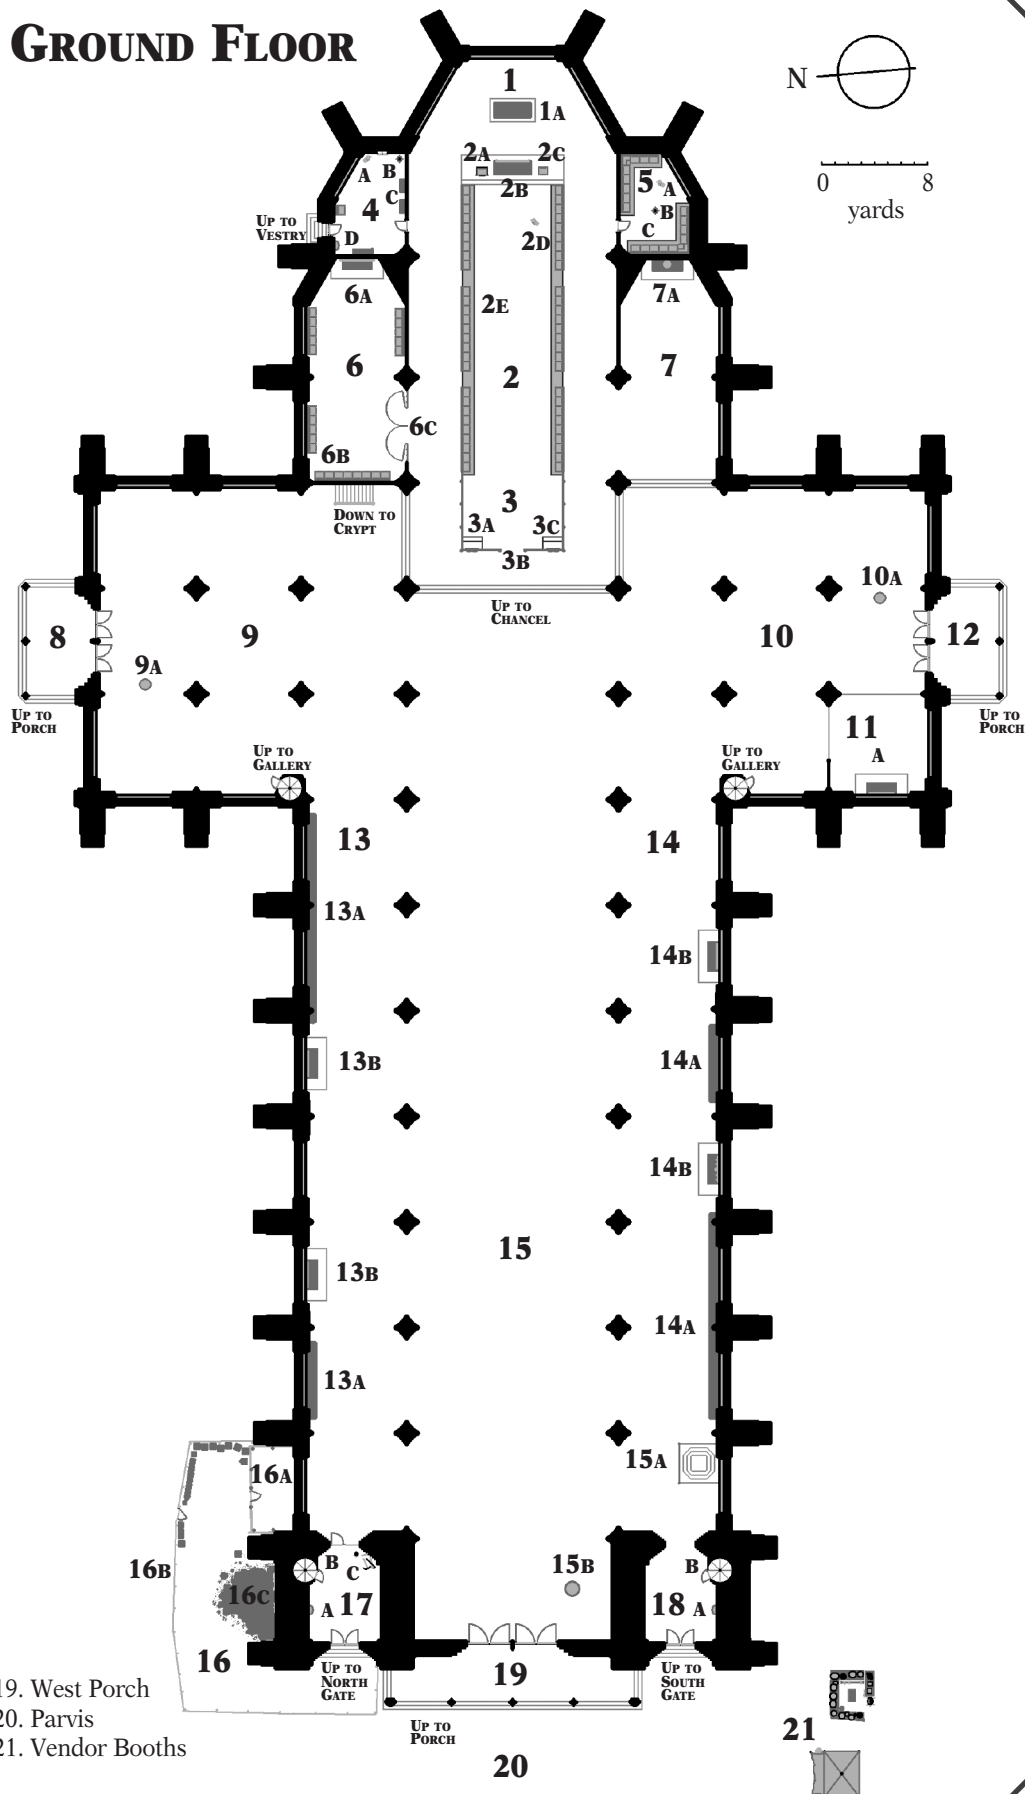 GROUND FLOOR
N
0 8
yards
1
1A
2A
2C
2B
A
B
C
4
D
5
A
B
C
UP TO
VESTRY
2D
6A
7A
2E
6
2
7
6C
6B
3
DOWN TO
CRYPT
3A
3C
3B
UP TO
CHANCEL
10A
8
9
10
12
9A
UP TO
PORCH
UP TO
PORCH
11
A
UP TO
GALLERY
UP TO
GALLERY
13
14
13A
14B
13B
14A
14B
15
13B
14A
13A
15A
16A
16B
B
C
15B
B
16C
A
17
18
A
16
UP TO
NORTH
GATE
19
UP TO
SOUTH
GATE
19. West Porch
20. Parvis
21. Vendor Booths
UP TO
PORCH
21
20